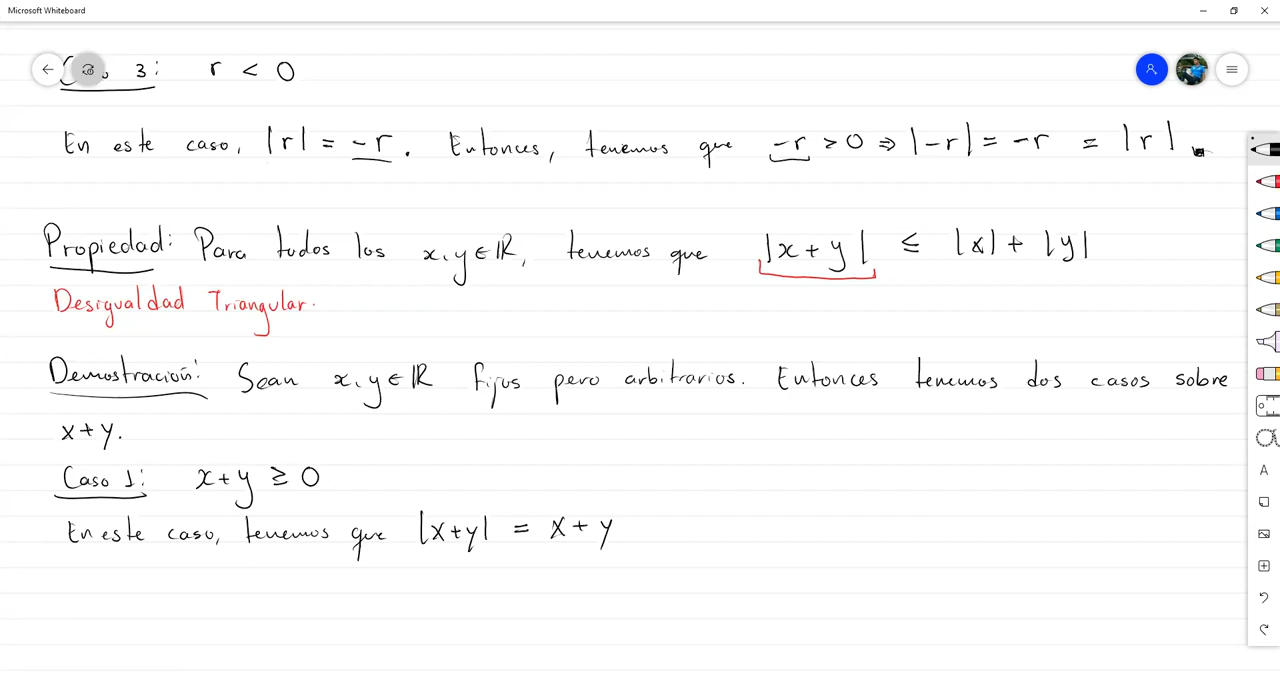 Microsoft Whiteboard
3: r < 0
En este caso, |r| = -r. Entonces, tenemos que -r > 0 ⇒ |-r| = -r = |r|
Propiedad: Para todos los x, y ∈ ℝ, tenemos que |x + y| ≤ |x| + |y|
Desigualdad Triangular.
Demostración: Sean x, y ∈ ℝ fijos pero arbitrarios. Entonces tenemos dos casos sobre
x + y.
Caso 1: x + y ≥ 0
En este caso, tenemos que |x+y| = x + y